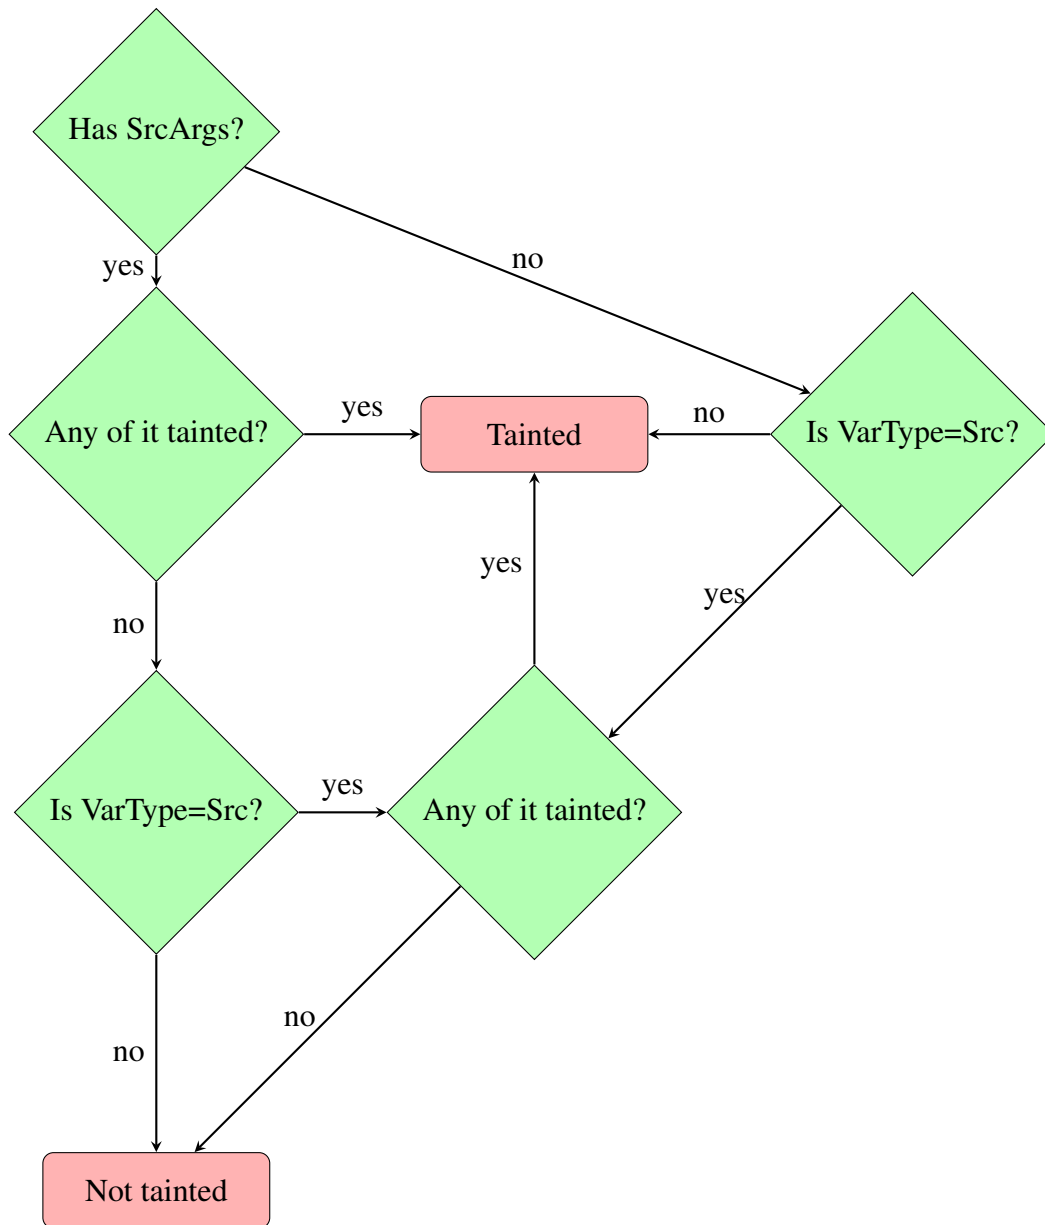 Has SrcArgs?
no
yes
Any of it tainted?
yes
Tainted
no
Is VarType=Src?
yes
yes
no
Is VarType=Src?
yes
Any of it tainted?
no
no
Not tainted